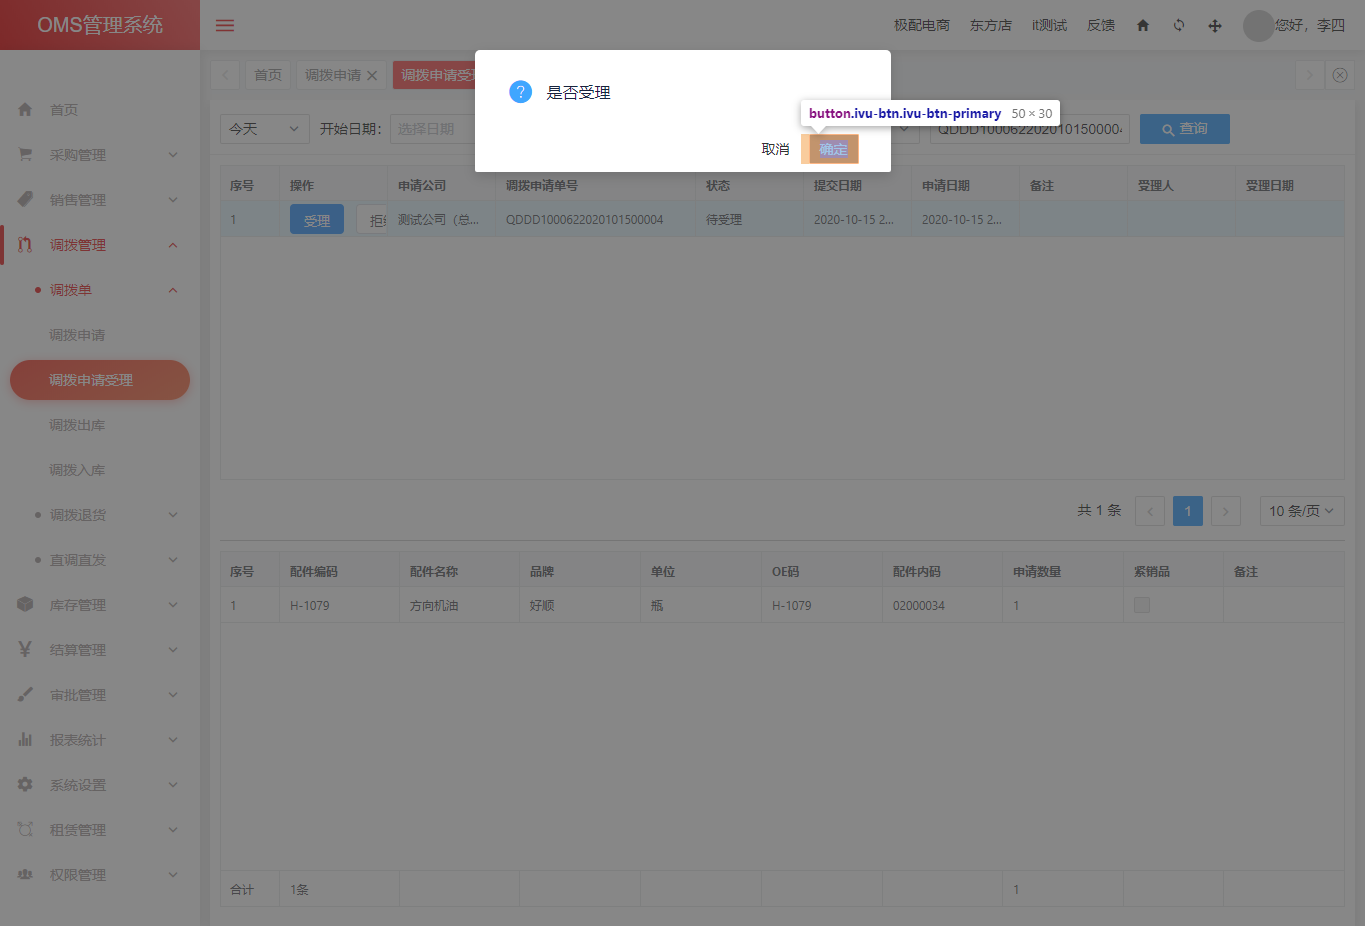 OMS管理系统
极配电商 东方店 it测试 反馈 您好，李四
首页 调拨申请 调拨申请受
是否受理
button.ivu-btn.ivu-btn-primary 50 × 30
取消 确定
今天 开始日期： 选择日期 QDDD1000622020101500004 查询
首页
采购管理
销售管理
调拨管理
调拨单
调拨申请
调拨申请受理
调拨出库
调拨入库
调拨退货
直调直发
库存管理
结算管理
审批管理
报表统计
系统设置
租赁管理
权限管理
序号 操作 申请公司 调拨申请单号 状态 提交日期 申请日期 备注 受理人 受理日期
1 受理 测试公司（总... QDDD1000622020101500004 待受理 2020-10-15 2... 2020-10-15 2...
共 1 条 1 10 条/页
序号 配件编码 配件名称 品牌 单位 OE码 配件内码 申请数量 紧销品 备注
1 H-1079 方向机油 好顺 瓶 H-1079 02000034 1
合计 1条 1